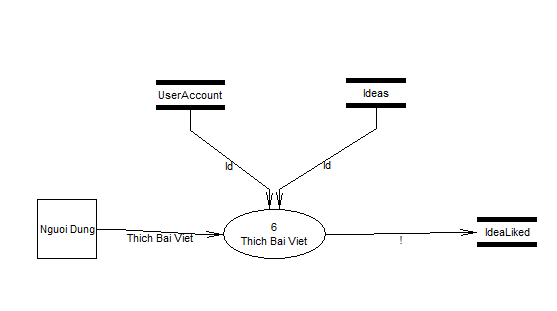 UserAccount
Ideas
Id
Id
Nguoi Dung
Thich Bai Viet
6
Thich Bai Viet
!
IdeaLiked